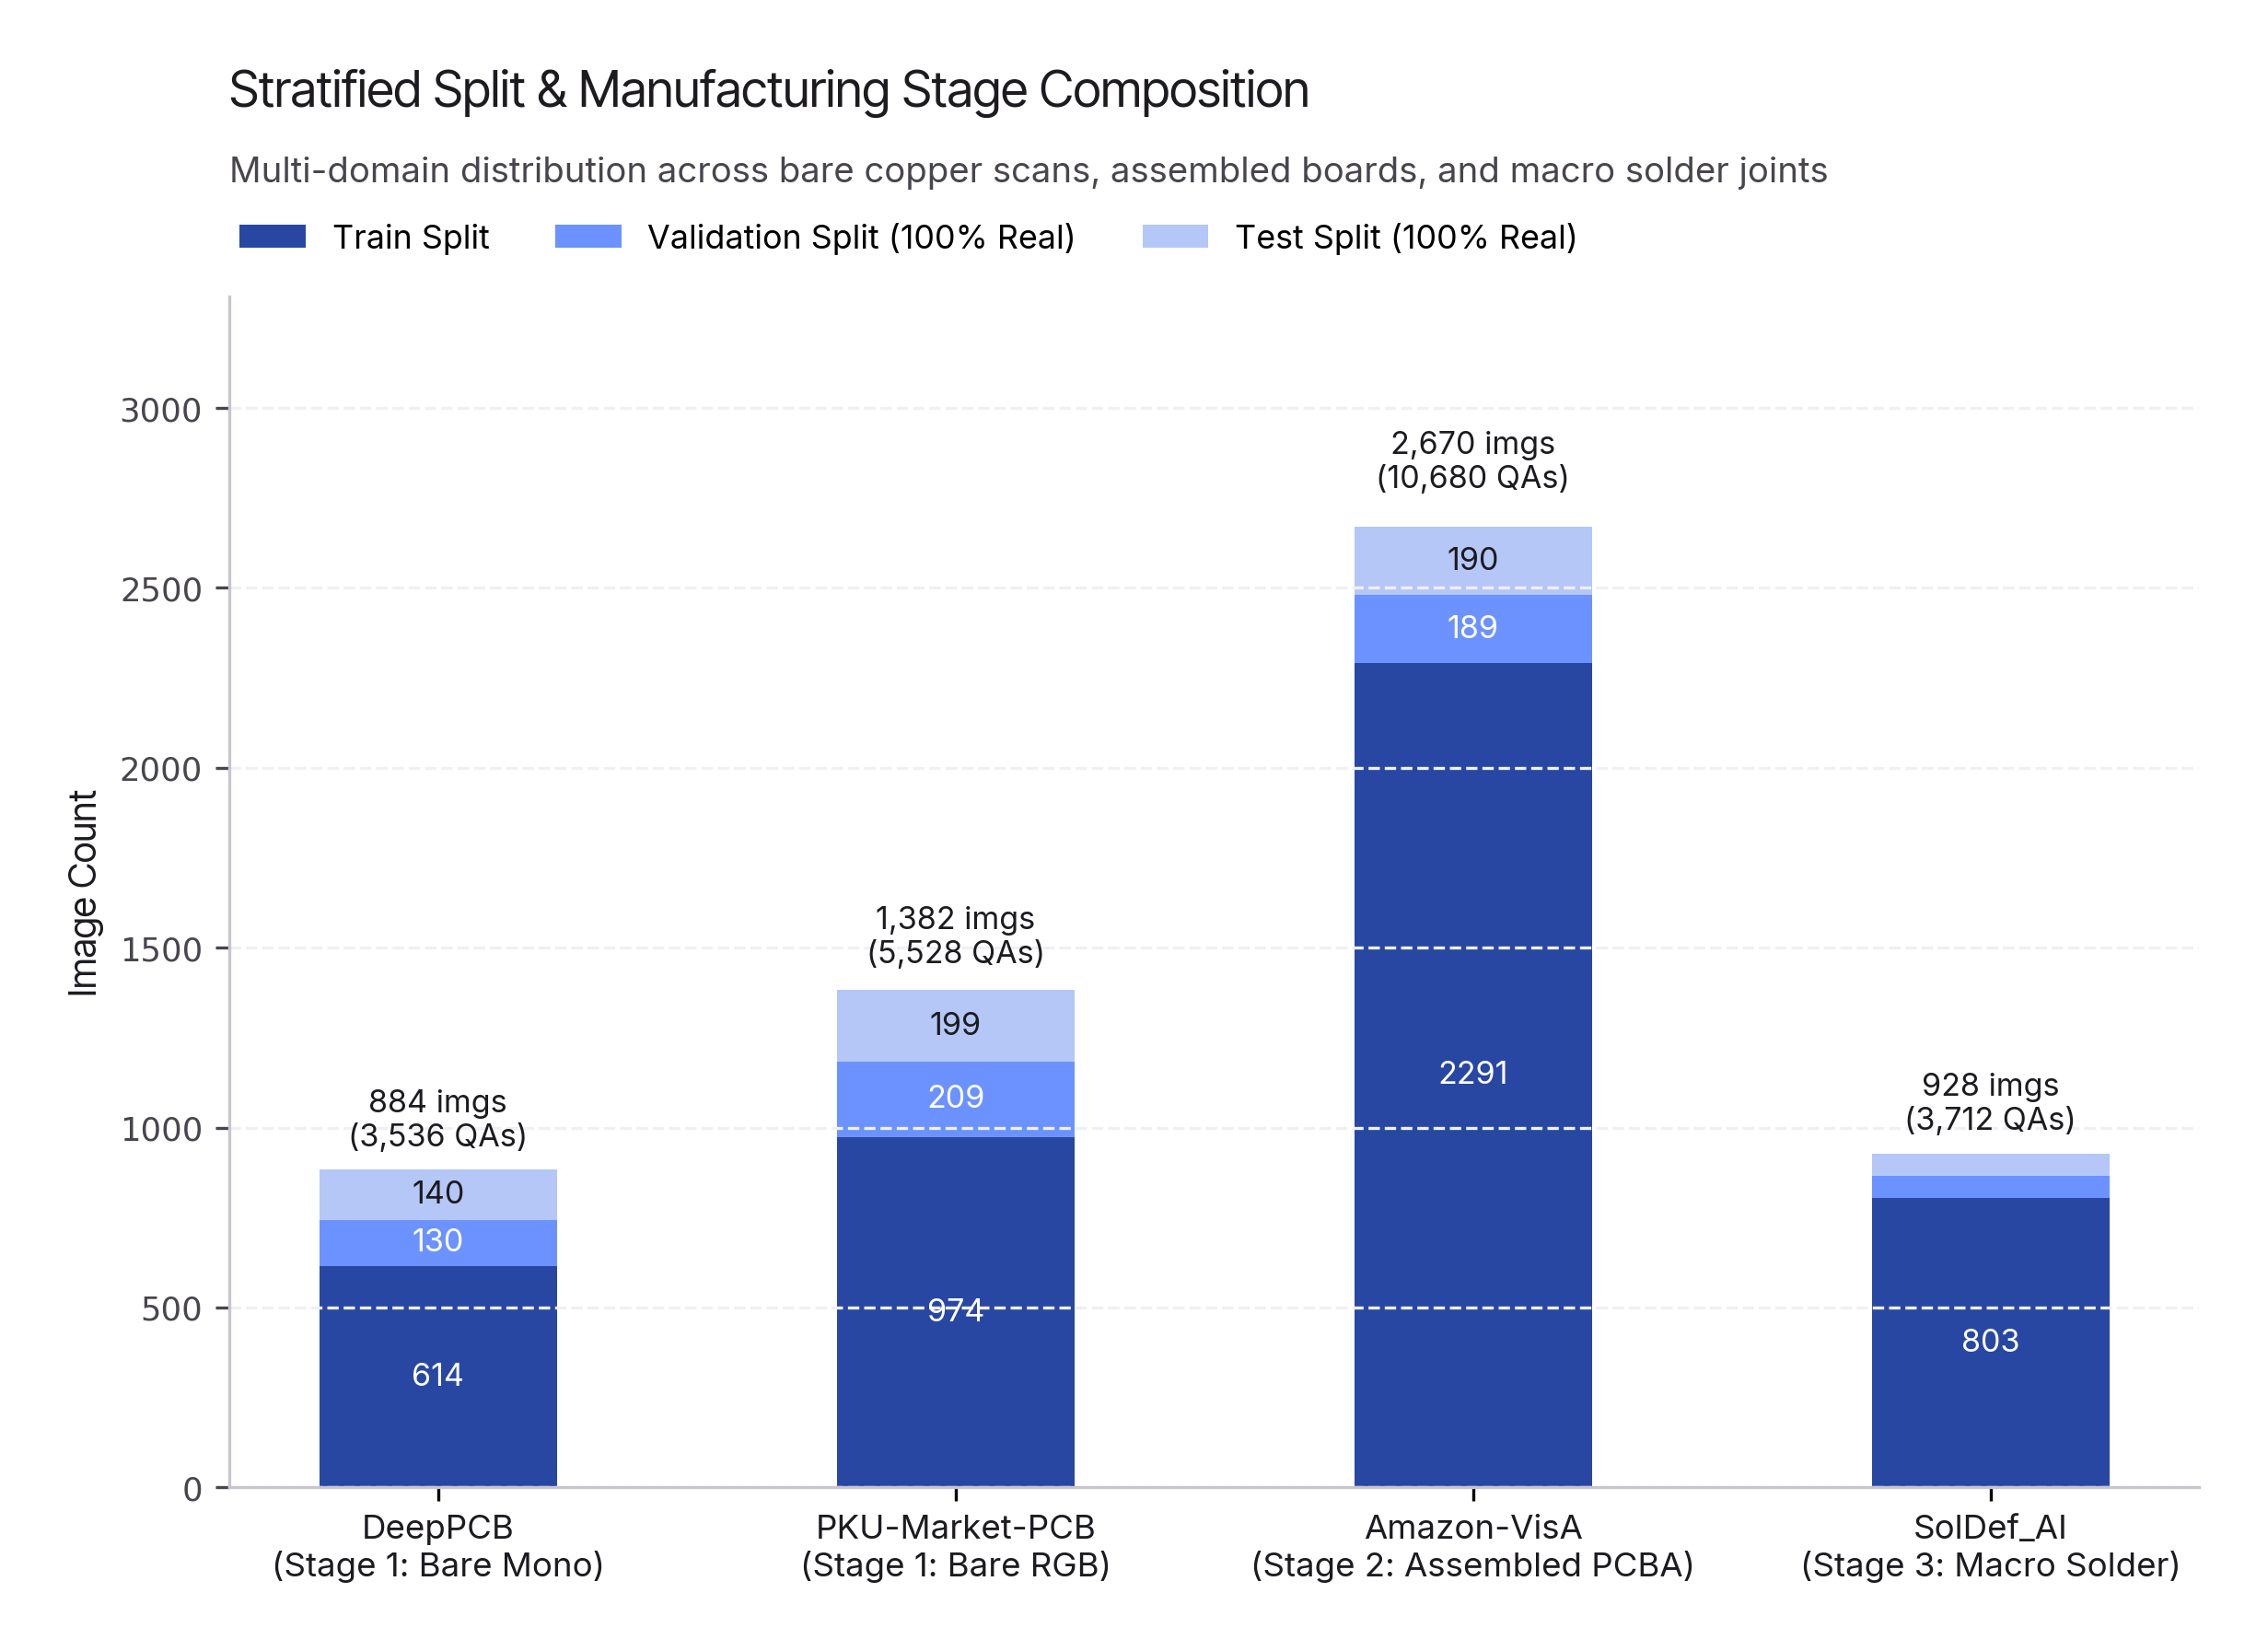 Stratified Split & Manufacturing Stage Composition
Multi-domain distribution across bare copper scans, assembled boards, and macro solder joints
Train Split
Validation Split (100% Real)
Test Split (100% Real)
Image Count
3000
2500
2000
1500
1000
500
0
884 imgs
(3,536 QAs)
140
130
614
1,382 imgs
(5,528 QAs)
199
209
974
2,670 imgs
(10,680 QAs)
190
189
2291
928 imgs
(3,712 QAs)
803
DeepPCB
(Stage 1: Bare Mono)
PKU-Market-PCB
(Stage 1: Bare RGB)
Amazon-VisA
(Stage 2: Assembled PCBA)
SolDef_AI
(Stage 3: Macro Solder)